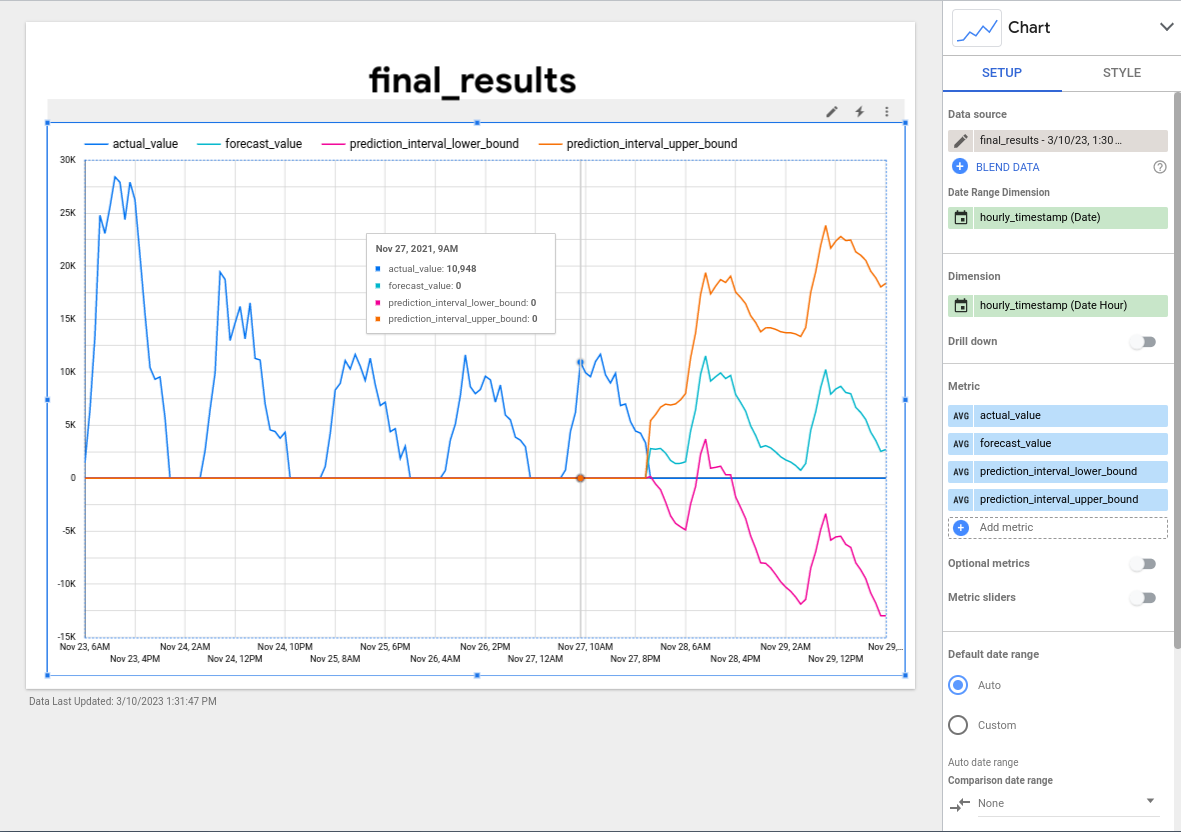 final_results
actual_value forecast_value prediction_interval_lower_bound prediction_interval_upper_bound
30K
25K
20K
15K
10K
5K
0
-5K
-10K
-15K
Nov 27, 2021, 9AM
actual_value: 10,948
forecast_value: 0
prediction_interval_lower_bound: 0
prediction_interval_upper_bound: 0
Nov 23, 6AM Nov 24, 2AM Nov 24, 10PM Nov 25, 6PM Nov 26, 2PM Nov 27, 10AM Nov 28, 6AM Nov 29, 2AM Nov 29,...
Nov 23, 4PM Nov 24, 12PM Nov 25, 8AM Nov 26, 4AM Nov 27, 12AM Nov 27, 8PM Nov 28, 4PM Nov 29, 12PM
Data Last Updated: 3/10/2023 1:31:47 PM
Chart
SETUP STYLE
Data source
final_results - 3/10/23, 1:30...
BLEND DATA
Date Range Dimension
hourly_timestamp (Date)
Dimension
hourly_timestamp (Date Hour)
Drill down
Metric
AVG actual_value
AVG forecast_value
AVG prediction_interval_lower_bound
AVG prediction_interval_upper_bound
Add metric
Optional metrics
Metric sliders
Default date range
Auto
Custom
Auto date range
Comparison date range
None